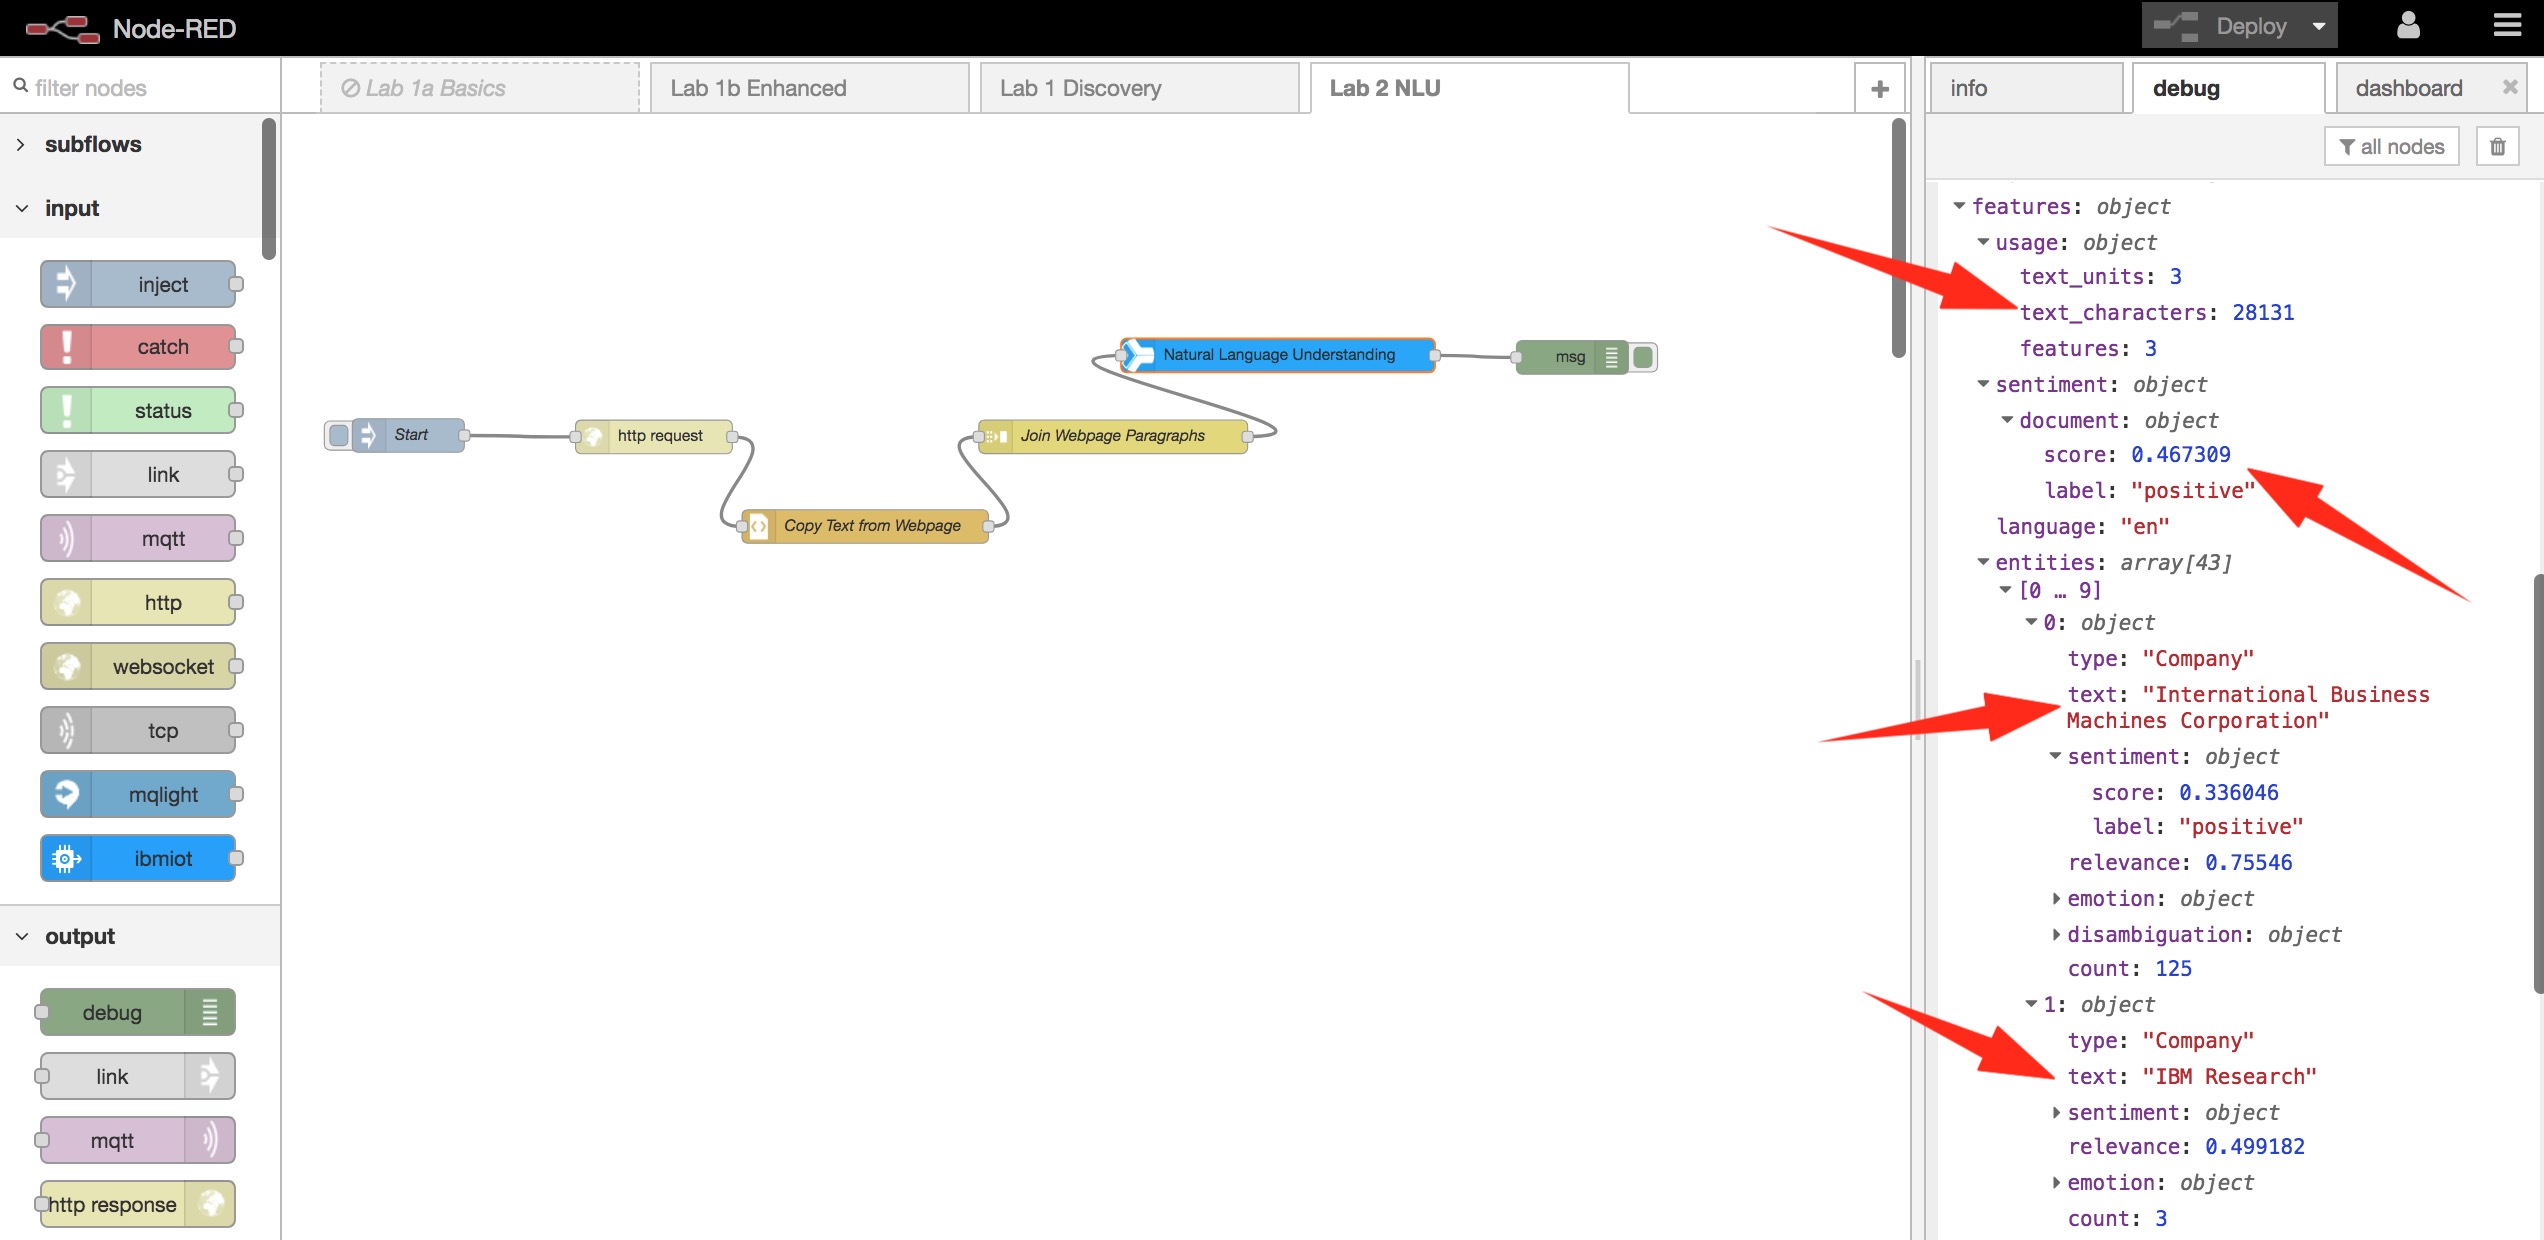 Node-RED
Deploy
filter nodes
Lab 1a Basics
Lab 1b Enhanced
Lab 1 Discovery
Lab 2 NLU
+
info
debug
dashboard
all nodes
subflows
input
inject
catch
status
link
mqtt
http
websocket
tcp
mqlight
ibmiot
output
debug
link
mqtt
http response
Start
http request
Copy Text from Webpage
Join Webpage Paragraphs
Natural Language Understanding
msg
features: object
usage: object
text_units: 3
text_characters: 28131
features: 3
sentiment: object
document: object
score: 0.467309
label: "positive"
language: "en"
entities: array[43]
[0 … 9]
0: object
type: "Company"
text: "International Business
Machines Corporation"
sentiment: object
score: 0.336046
label: "positive"
relevance: 0.75546
emotion: object
disambiguation: object
count: 125
1: object
type: "Company"
text: "IBM Research"
sentiment: object
relevance: 0.499182
emotion: object
count: 3